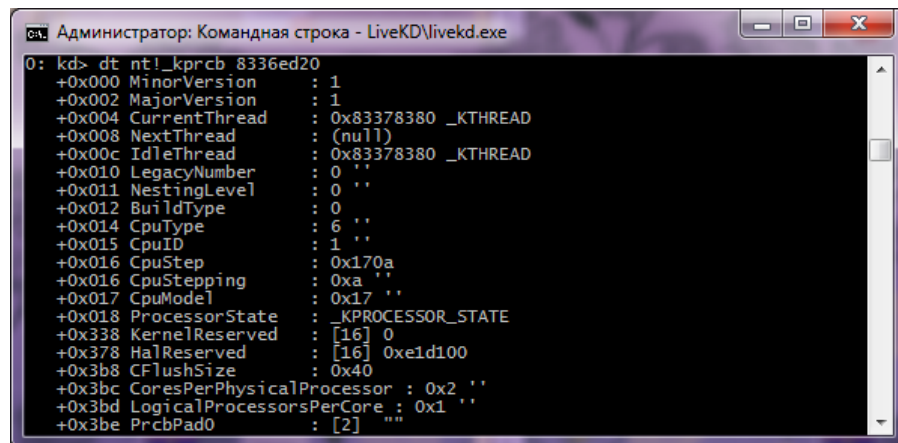 Администратор: Командная строка - LiveKD\livekd.exe
0: kd> dt nt!_kprcb 8336ed20
+0x000 MinorVersion : 1
+0x002 MajorVersion : 1
+0x004 CurrentThread : 0x83378380 _KTHREAD
+0x008 NextThread : (null)
+0x00c IdleThread : 0x83378380 _KTHREAD
+0x010 LegacyNumber : 0 ''
+0x011 NestingLevel : 0 ''
+0x012 BuildType : 0
+0x014 CpuType : 6 ''
+0x015 CpuID : 1 ''
+0x016 CpuStep : 0x170a
+0x016 CpuStepping : 0xa ''
+0x017 CpuModel : 0x17 ''
+0x018 ProcessorState : _KPROCESSOR_STATE
+0x338 KernelReserved : [16] 0
+0x378 HalReserved : [16] 0xe1d100
+0x3b8 CFlushSize : 0x40
+0x3bc CoresPerPhysicalProcessor : 0x2 ''
+0x3bd LogicalProcessorsPerCore : 0x1 ''
+0x3be PrcbPad0 : [2] ""